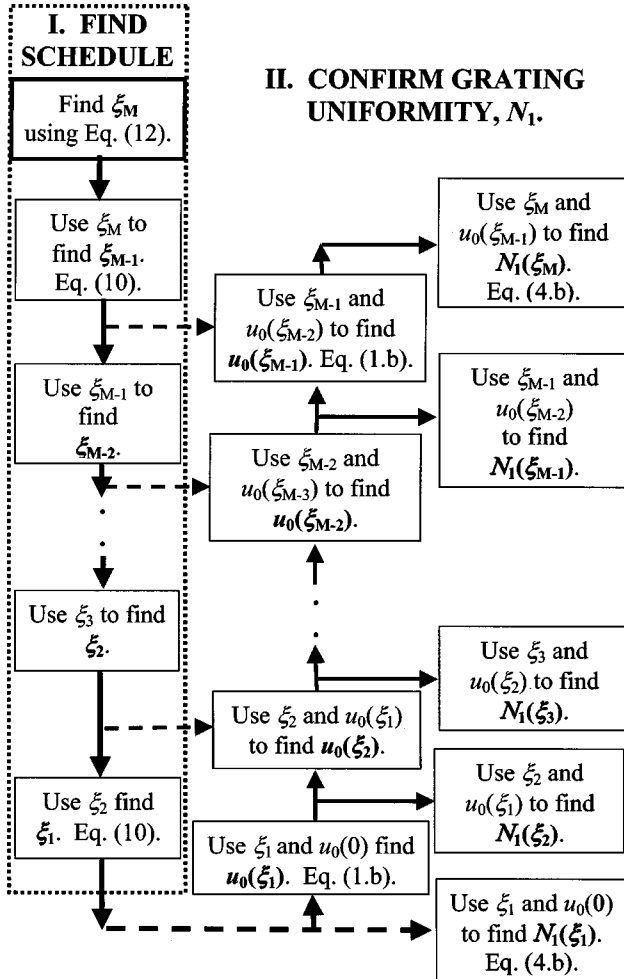 I. FIND
SCHEDULE
Find ξM
using Eq. (12).
Use ξM to
find ξM-1.
Eq. (10).
Use ξM-1 to
find
ξM-2.
.
.
Use ξ3 to find
ξ2.
Use ξ2 find
ξ1. Eq. (10).
II. CONFIRM GRATING
UNIFORMITY, N1.
Use ξM-1 and
u0(ξM-2) to find
u0(ξM-1). Eq. (1.b).
Use ξM-2 and
u0(ξM-3) to find
u0(ξM-2).
.
.
Use ξ2 and u0(ξ1)
to find u0(ξ2).
Use ξ1 and u0(0) find
u0(ξ1). Eq. (1.b).
Use ξM and
u0(ξM-1) to find
N1(ξM).
Eq. (4.b).
Use ξM-1 and
u0(ξM-2)
to find
N1(ξM-1).
Use ξ3 and
u0(ξ2) to find
N1(ξ3).
Use ξ2 and
u0(ξ1) to find
N1(ξ2).
Use ξ1 and u0(0)
to find N1(ξ1).
Eq. (4.b).